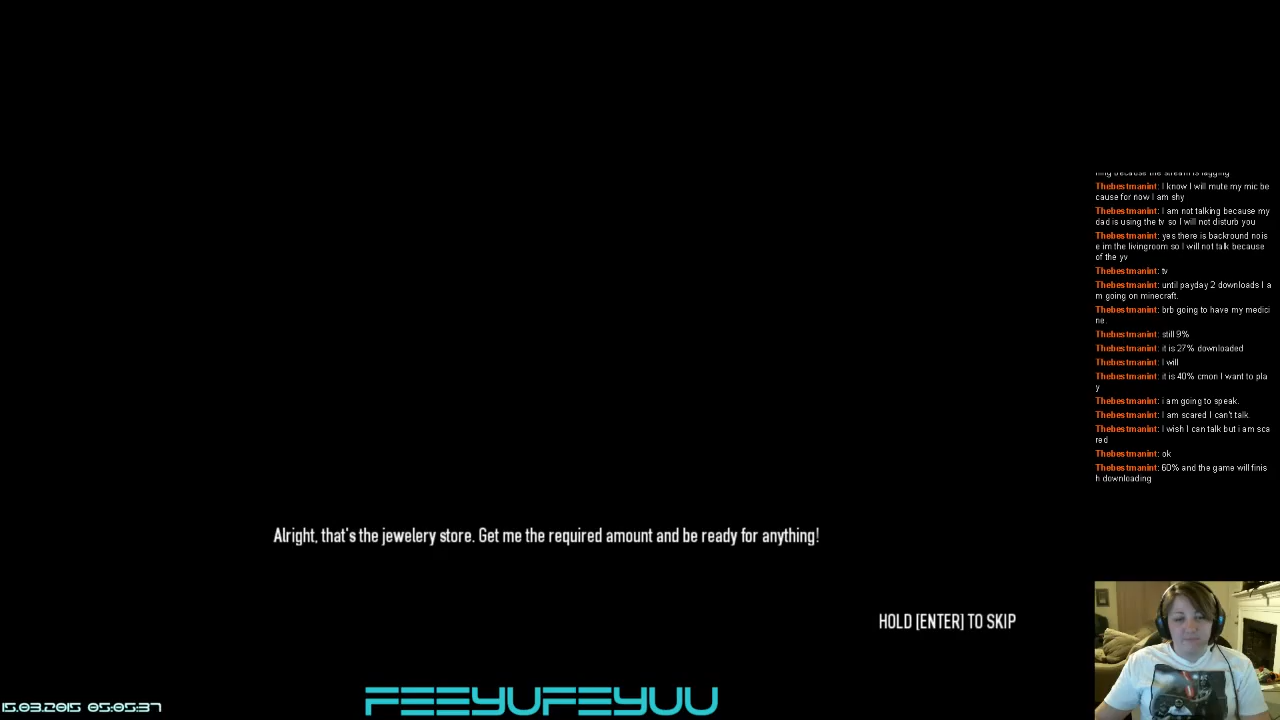 Thebestmanint: I know I will mute my mic be
cause for now I am shy
Thebestmanint: I am not talking because my
dad is using the tv so I will not disturb you
Thebestmanint: yes there is backround nois
e im the livingroom so I will not talk because
of the yv
Thebestmanint: tv
Thebestmanint: until payday 2 downloads I a
m going on minecraft.
Thebestmanint: brb going to have my medici
ne.
Thebestmanint: still 9%
Thebestmanint: it is 27% downloaded
Thebestmanint: I will
Thebestmanint: it is 40% cmon I want to pla
y
Thebestmanint: i am going to speak.
Thebestmanint: I am scared I can't talk.
Thebestmanint: I wish I can talk but i am sca
red
Thebestmanint: ok
Thebestmanint: 60% and the game will finis
h downloading
Alright, that's the jewelery store. Get me the required amount and be ready for anything!
HOLD [ENTER] TO SKIP
FEEYUFEYUU
15.03.2015 05:05:37